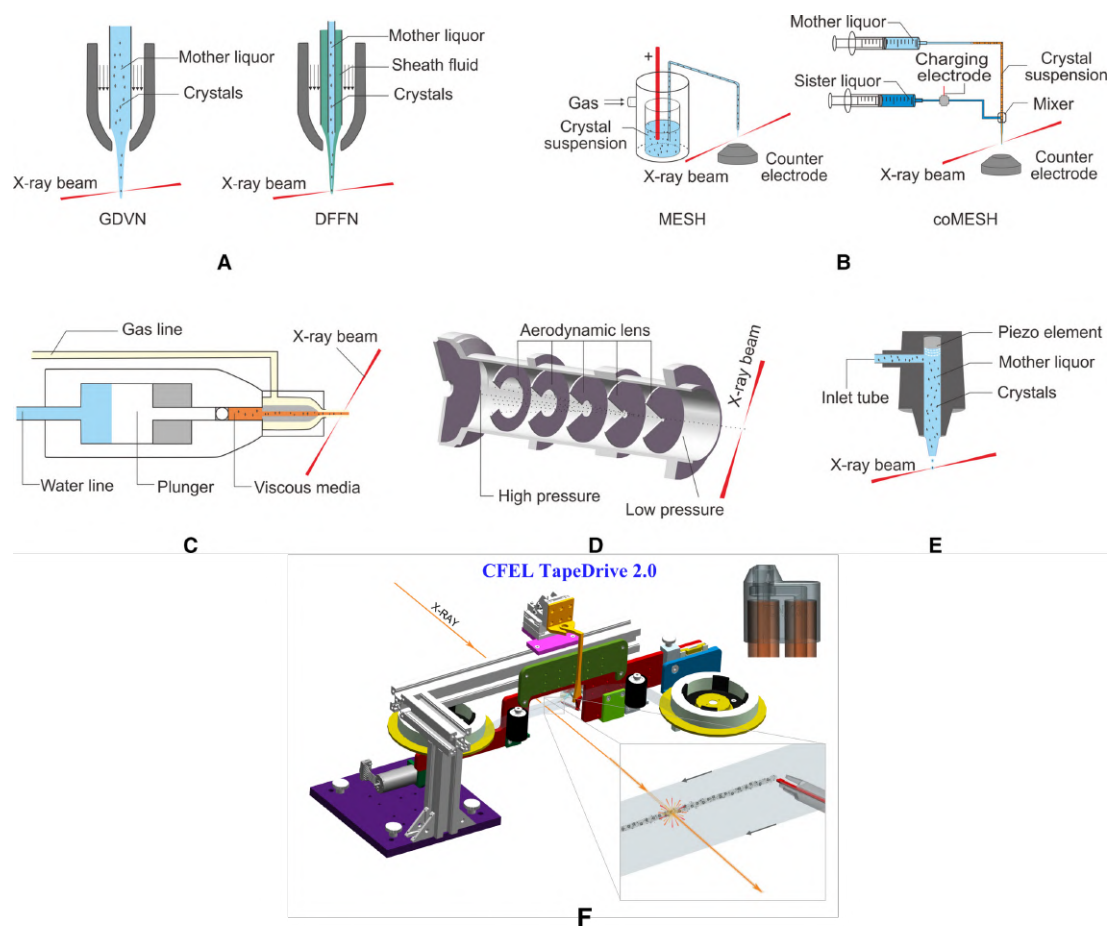 Mother liquor
Crystals
X-ray beam
GDVN
Mother liquor
Sheath fluid
Crystals
DFFN
A
+
Gas
Crystal
suspension
X-ray beam
Counter
electrode
MESH
Mother liquor
Sister liquor
Charging
electrode
Crystal
suspension
Mixer
X-ray beam
Counter
electrode
coMESH
B
Gas line
X-ray beam
Water line
Plunger
Viscous media
C
Aerodynamic lens
X-ray beam
High pressure
Low pressure
D
Piezo element
Mother liquor
Inlet tube
Crystals
X-ray beam
E
CFEL TapeDrive 2.0
X-RAY
F